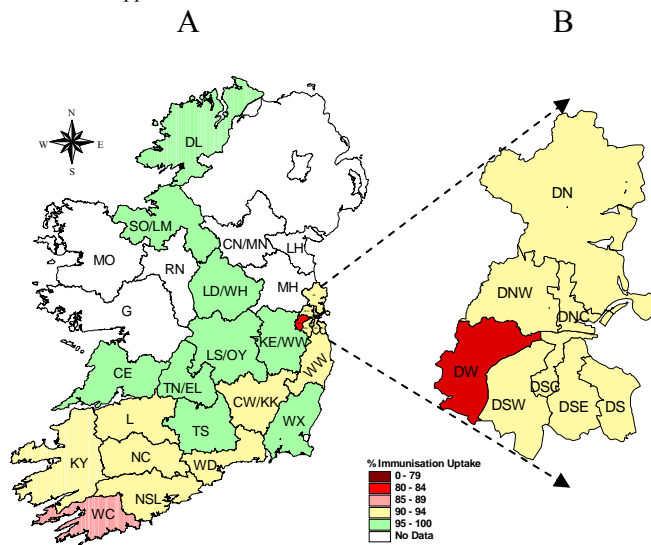 A
B
N
W E
S
DL
SO/LM
CN/MN
LH
MO
RN
MH
LD/WH
G
KE/WW
LS/OY
WW
CE
TN/EL
CW/KK
L
TS
WX
KY
NC
WD
NSL
WC
DN
DNW
DNC
DW
DSC
DSW
DSE
DS
% Immunisation Uptake
0 - 79
80 - 84
85 - 89
90 - 94
95 - 100
No Data